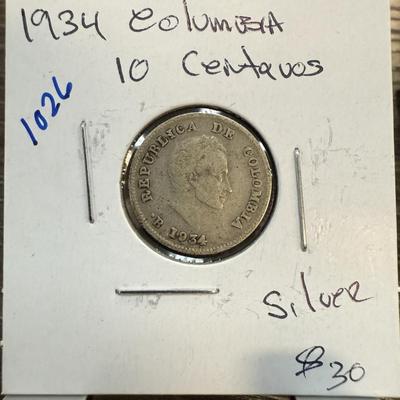 1934 Columbia
10 Centavos
1026
REPUBLICA DE COLOMBIA
·B 1934
Silver
$30